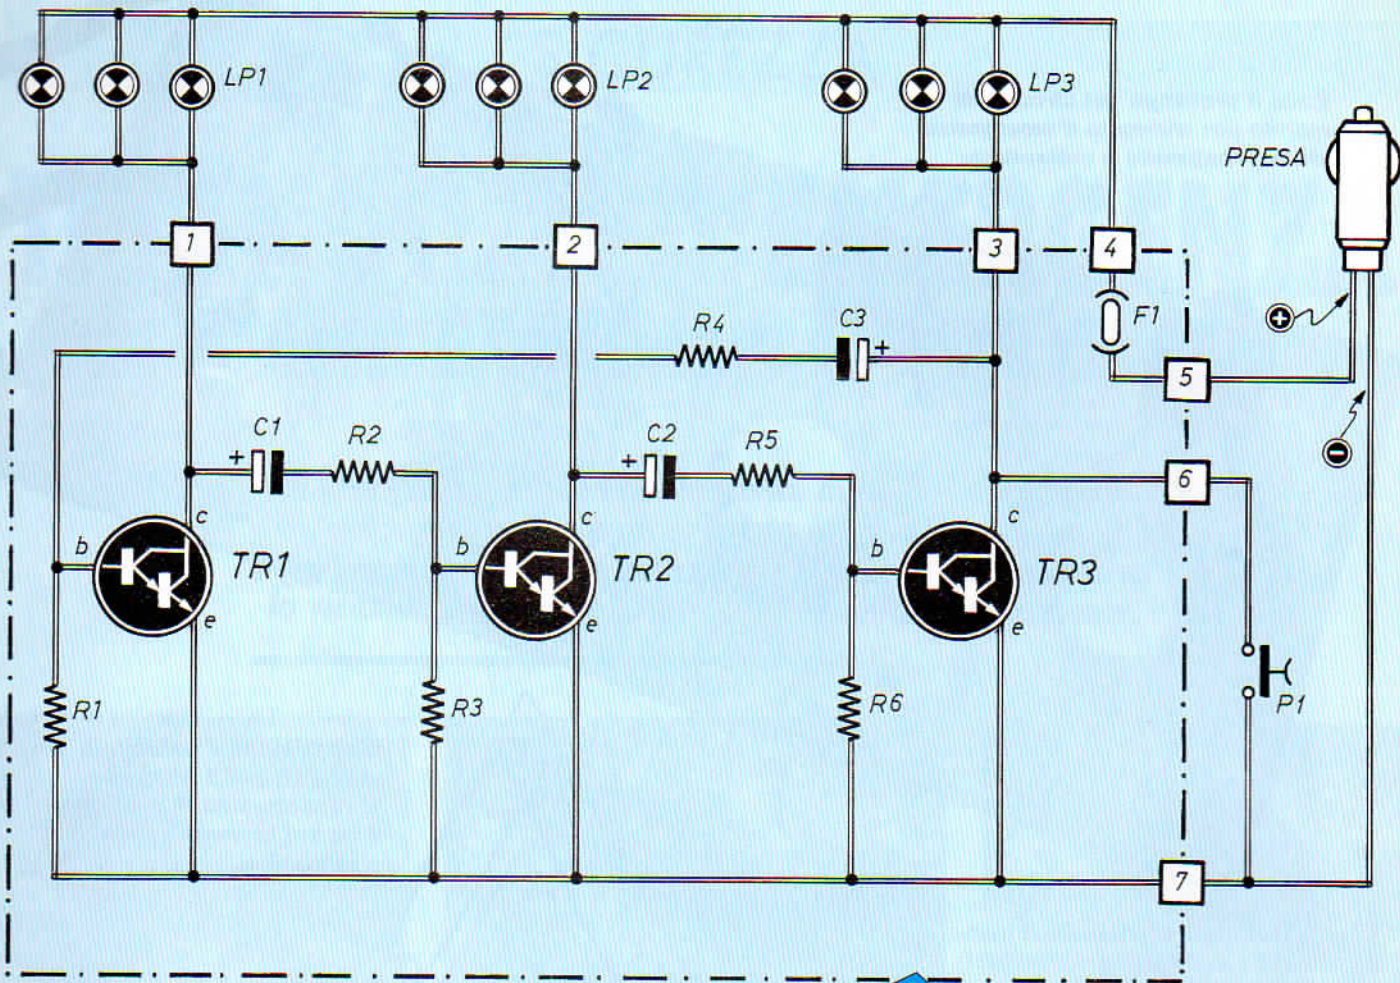 LP1
LP2
LP3
PRESA
1
2
3
4
R4
C3
+
F1
+
5
C1
R2
+
C2
R5
+
-
6
c
c
c
b
TR1
b
TR2
b
TR3
e
e
e
R1
R3
R6
P1
7